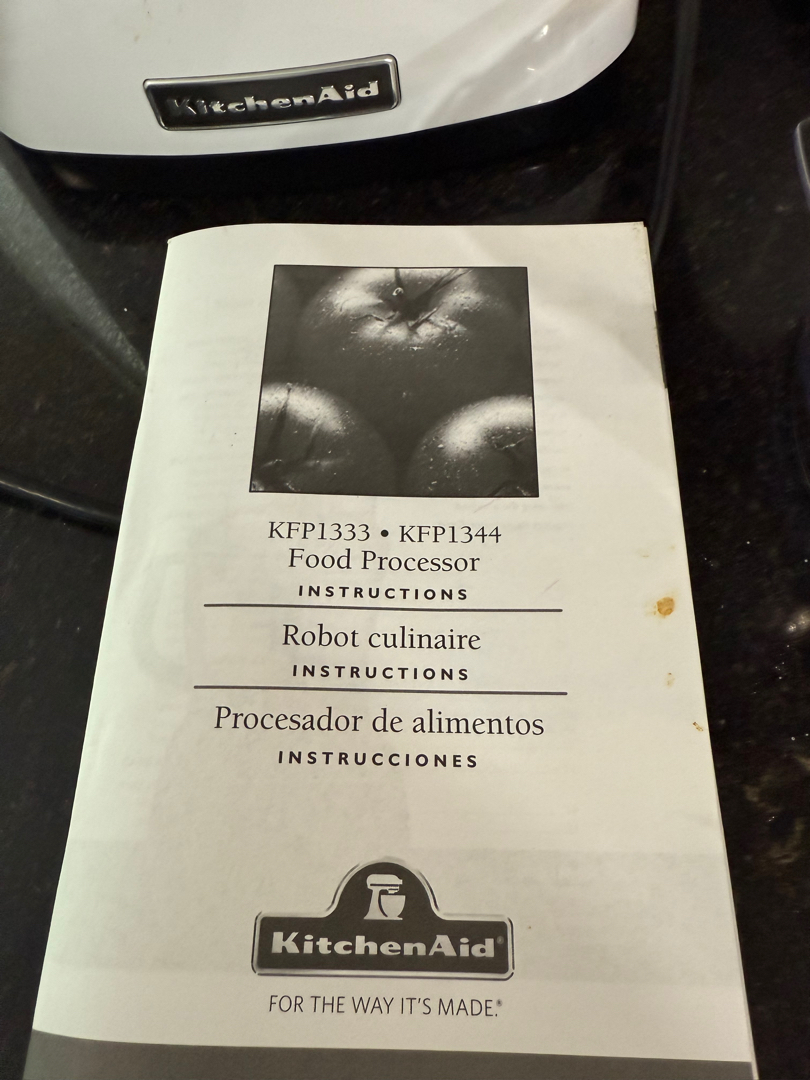 KitchenAid
KFP1333 • KFP1344
Food Processor
INSTRUCTIONS
Robot culinaire
INSTRUCTIONS
Procesador de alimentos
INSTRUCCIONES
KitchenAid®
FOR THE WAY IT'S MADE.®